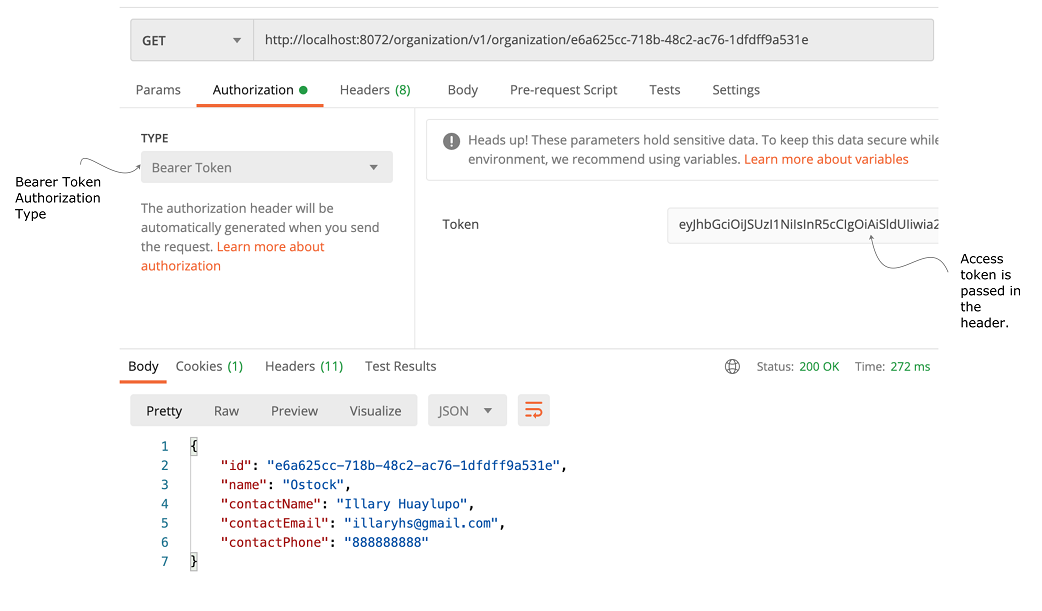 GET http://localhost:8072/organization/v1/organization/e6a625cc-718b-48c2-ac76-1dfdff9a531e
Params Authorization Headers (8) Body Pre-request Script Tests Settings
TYPE
Bearer Token
Bearer Token
Authorization
Type
The authorization header will be
automatically generated when you send
the request. Learn more about
authorization
Heads up! These parameters hold sensitive data. To keep this data secure while
environment, we recommend using variables. Learn more about variables
Token eyJhbGciOiJSUzI1NiIsInR5cCIgOiAiSldUIiwia2
Access
token is
passed in
the
header.
Body Cookies (1) Headers (11) Test Results Status: 200 OK Time: 272 ms
Pretty Raw Preview Visualize JSON
1 {
2 "id": "e6a625cc-718b-48c2-ac76-1dfdff9a531e",
3 "name": "Ostock",
4 "contactName": "Illary Huaylupo",
5 "contactEmail": "illaryhs@gmail.com",
6 "contactPhone": "888888888"
7 }